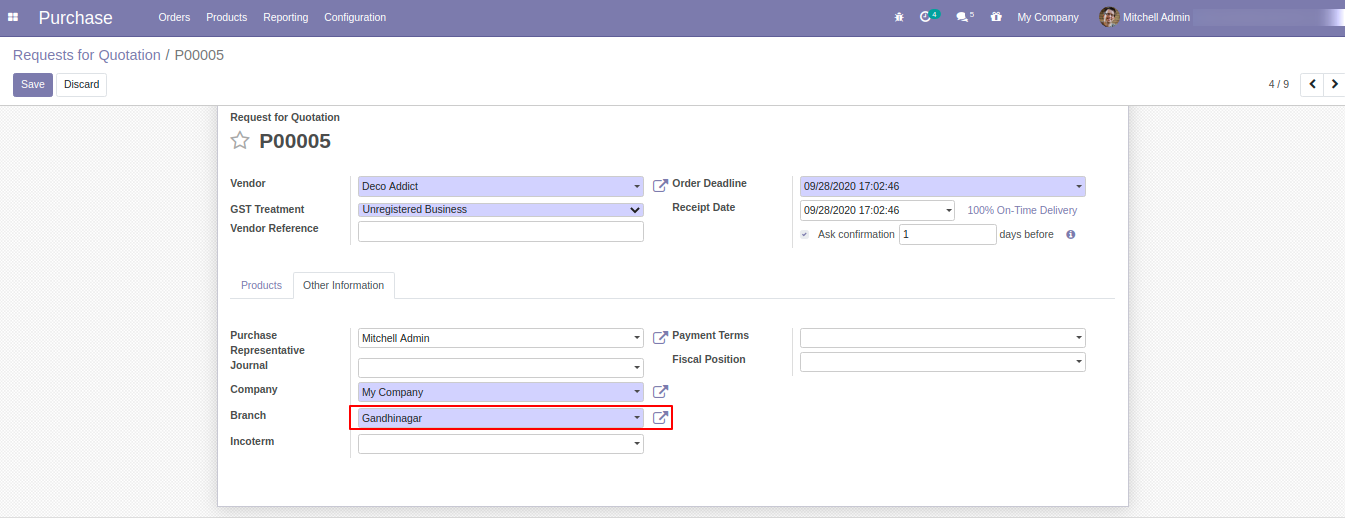 Purchase Orders Products Reporting Configuration 4 5 My Company Mitchell Admin
Requests for Quotation / P00005
Save Discard 4 / 9
Request for Quotation
P00005
Vendor Deco Addict Order Deadline 09/28/2020 17:02:46
GST Treatment Unregistered Business Receipt Date 09/28/2020 17:02:46 100% On-Time Delivery
Vendor Reference
Ask confirmation 1 days before
Products Other Information
Purchase Representative Mitchell Admin Payment Terms
Journal Fiscal Position
Company My Company
Branch Gandhinagar
Incoterm